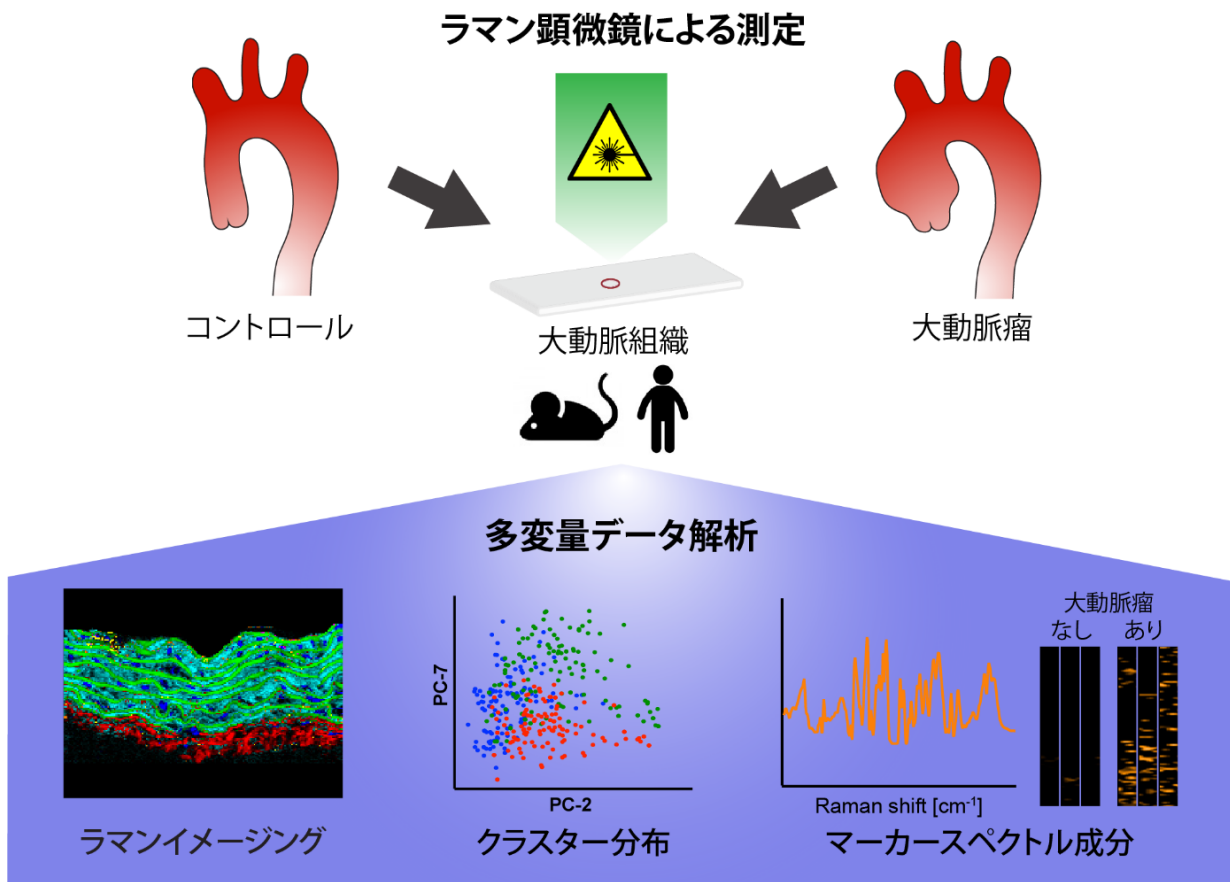 ラマン顕微鏡による測定
コントロール
大動脈組織
大動脈瘤
多変量データ解析
PC-7
PC-2
Raman shift [cm⁻¹]
大動脈瘤
なし あり
ラマンイメージング
クラスター分布
マーカースペクトル成分